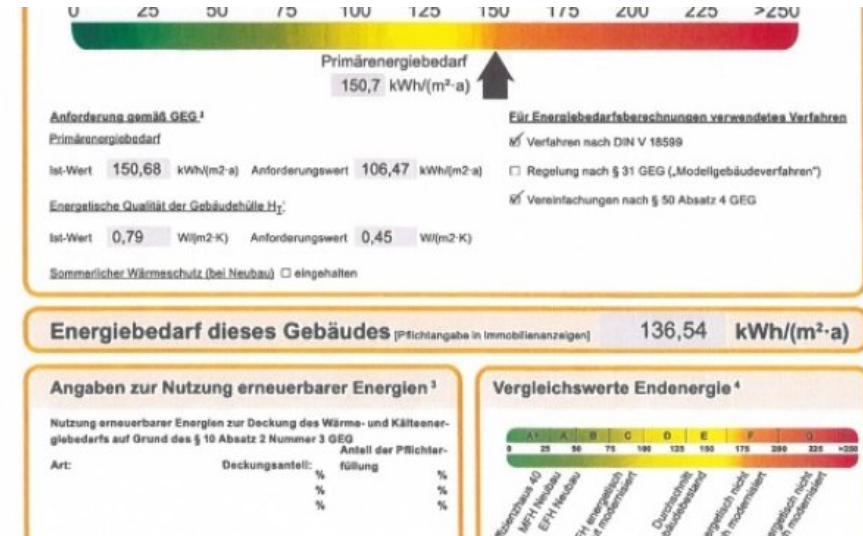 0 25 50 75 100 125 150 175 200 225 >250
Primärenergiebedarf
150,7 kWh/(m²·a)
Anforderung gemäß GEG ²
Primärenergiebedarf
Ist-Wert 150,68 kWh/(m2·a) Anforderungswert 106,47 kWh/(m2·a)
Energetische Qualität der Gebäudehülle H_T'
Ist-Wert 0,79 W/(m2·K) Anforderungswert 0,45 W/(m2·K)
Sommerlicher Wärmeschutz (bei Neubau) ☐ eingehalten
Für Energiebedarfsberechnungen verwendetes Verfahren
☑ Verfahren nach DIN V 18599
☐ Regelung nach § 31 GEG („Modellgebäudeverfahren“)
☑ Vereinfachungen nach § 50 Absatz 4 GEG
Energiebedarf dieses Gebäudes [Pflichtangabe in Immobilienanzeigen] 136,54 kWh/(m²·a)
Angaben zur Nutzung erneuerbarer Energien ³
Nutzung erneuerbarer Energien zur Deckung des Wärme- und Kälteener-
giebedarfs auf Grund des § 10 Absatz 2 Nummer 3 GEG
Art: Deckungsanteil: Anteil der Pflichter-
füllung
% %
% %
% %
Vergleichswerte Endenergie ⁴
A+ A B C D E F G
0 25 50 75 100 125 150 175 200 225 >250
MFH Neubau
EFH Neubau
energetisch
modernisiert
Durchschnitt